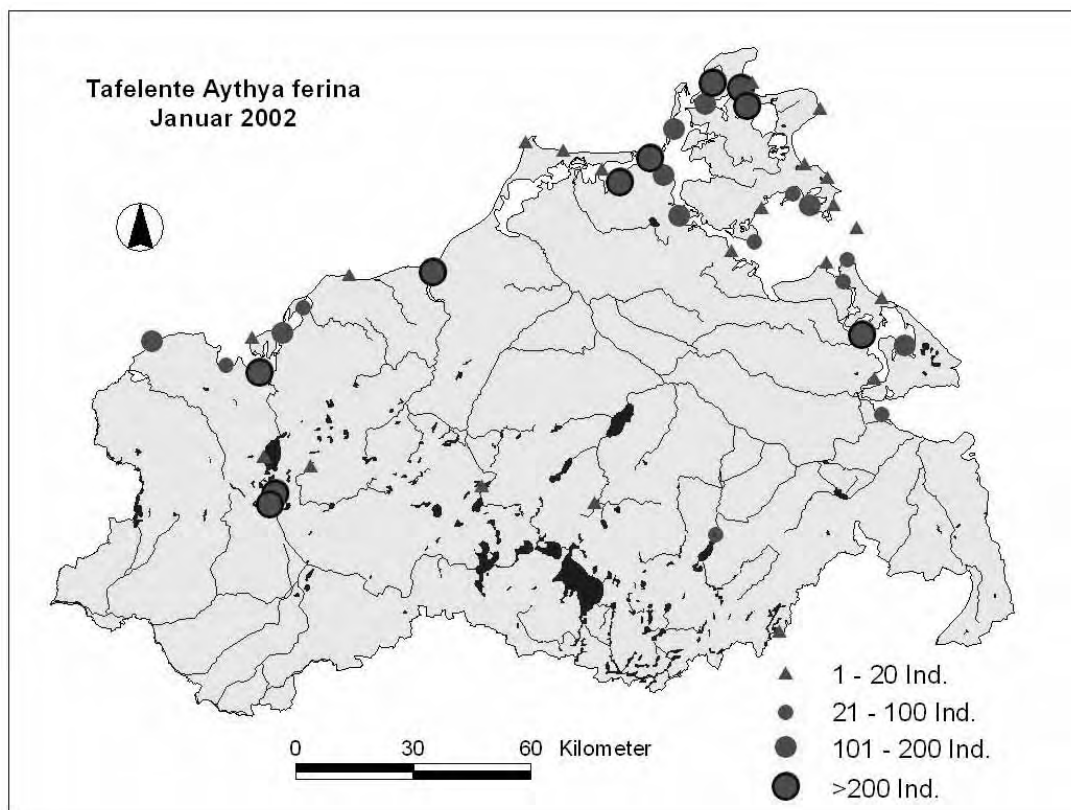 Tafelente Aythya ferina
Januar 2002
1 - 20 Ind.
21 - 100 Ind.
101 - 200 Ind.
>200 Ind.
0 30 60 Kilometer